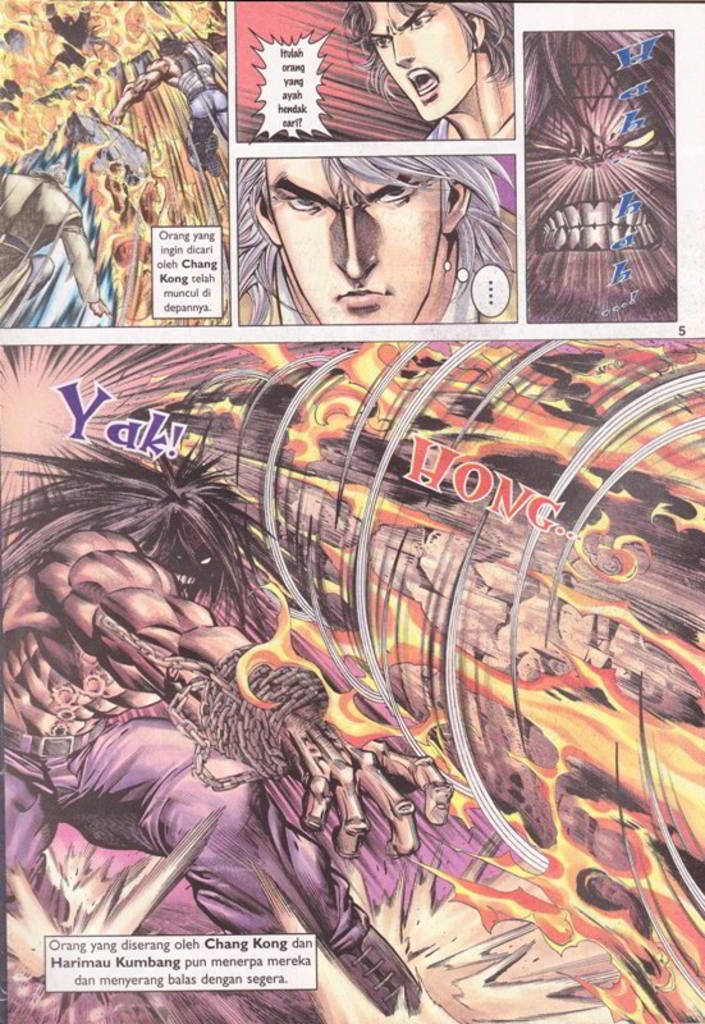 Itulah
orang
yang
ayah
hendak
cari?
Hah hah
hah...!
Orang yang
ingin dicari
oleh Chang
Kong telah
muncul di
depannya.
....
5
Yak!
HONG...
Orang yang diserang oleh Chang Kong dan
Harimau Kumbang pun menerpa mereka
dan menyerang balas dengan segera.